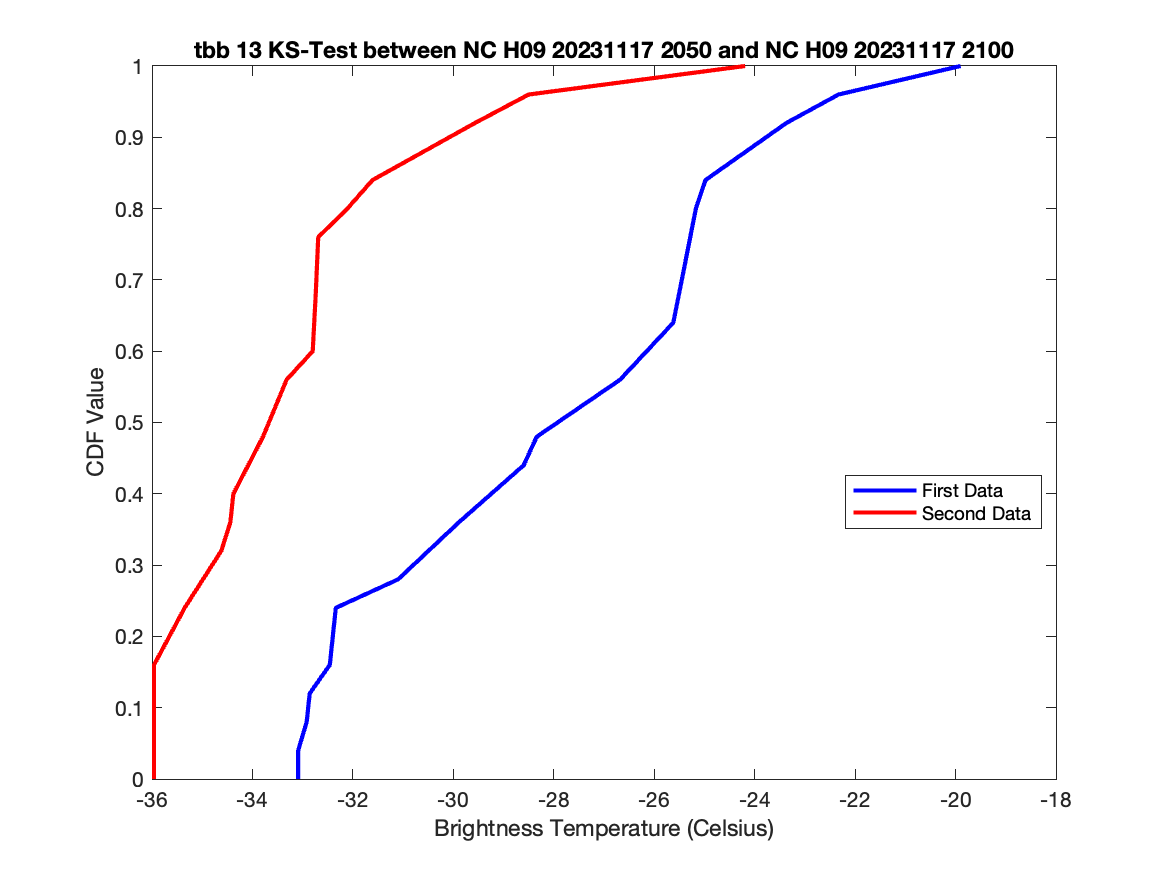 tbb 13 KS-Test between NC H09 20231117 2050 and NC H09 20231117 2100
1
0.9
0.8
0.7
0.6
0.5
0.4
0.3
0.2
0.1
0
CDF Value
First Data
Second Data
-36 -34 -32 -30 -28 -26 -24 -22 -20 -18
Brightness Temperature (Celsius)